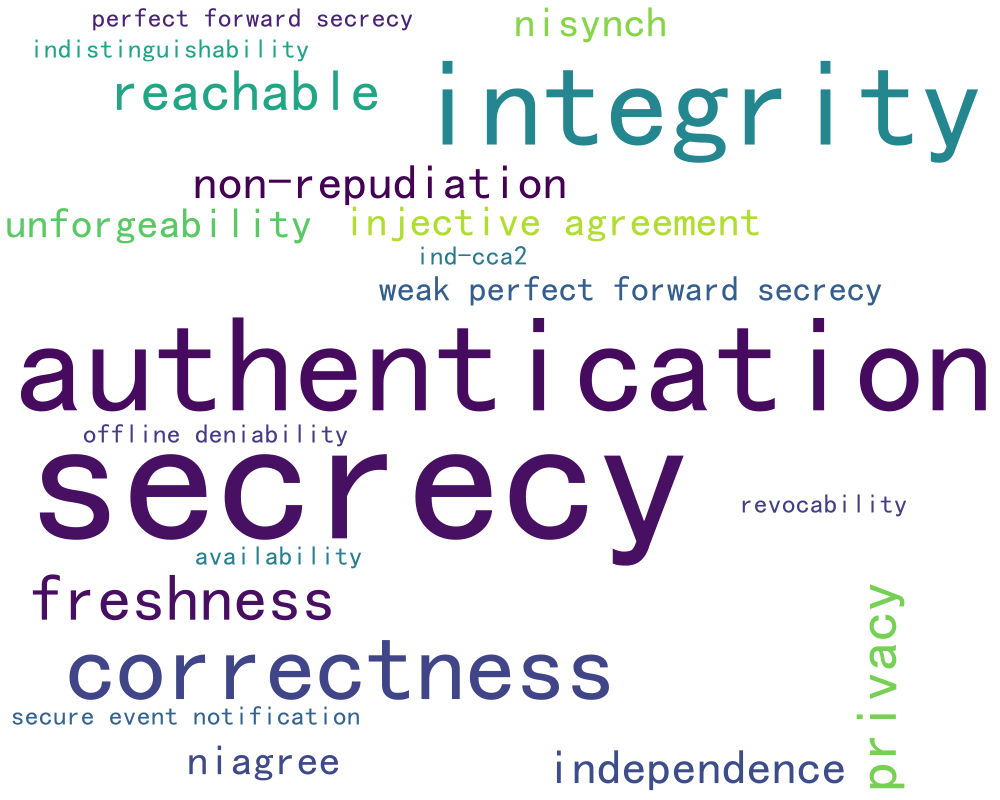 perfect forward secrecy
nisynch
indistinguishability
reachable
integrity
non-repudiation
unforgeability
injective agreement
ind-cca2
weak perfect forward secrecy
authentication
offline deniability
secrecy
revocability
availability
freshness
correctness
privacy
secure event notification
niagree
independence